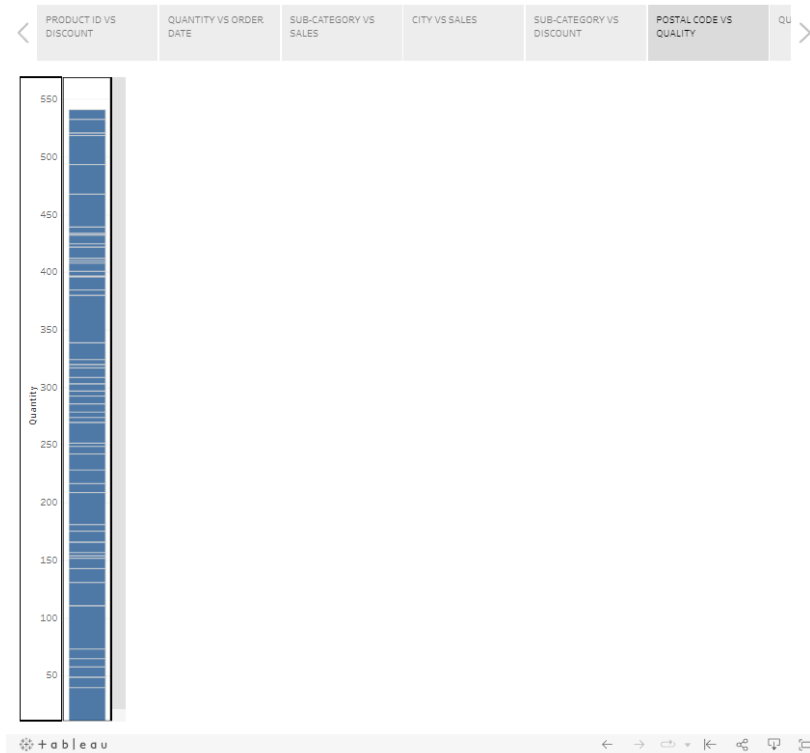 PRODUCT ID VS
DISCOUNT
QUANTITY VS ORDER
DATE
SUB-CATEGORY VS
SALES
CITY VS SALES
SUB-CATEGORY VS
DISCOUNT
POSTAL CODE VS
QUALITY
QU
550
500
450
400
350
300
250
200
150
100
50
Quantity
+ a b | e a u